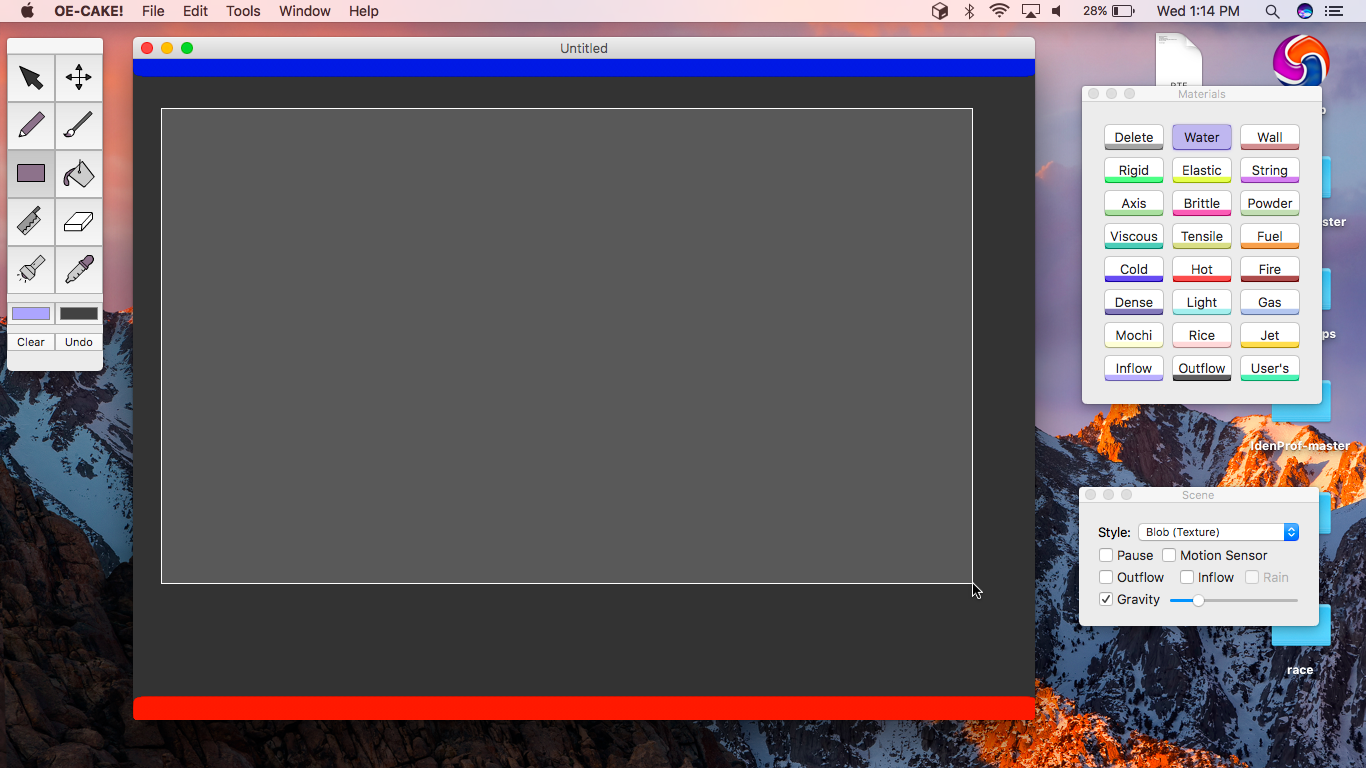 OE-CAKE! File Edit Tools Window Help 28% Wed 1:14 PM
Untitled
Clear Undo
Materials
Delete Water Wall
Rigid Elastic String
Axis Brittle Powder
Viscous Tensile Fuel
Cold Hot Fire
Dense Light Gas
Mochi Rice Jet
Inflow Outflow User's
ster
ps
IdenProf-master
Scene
Style: Blob (Texture)
Pause Motion Sensor
Outflow Inflow Rain
Gravity
race